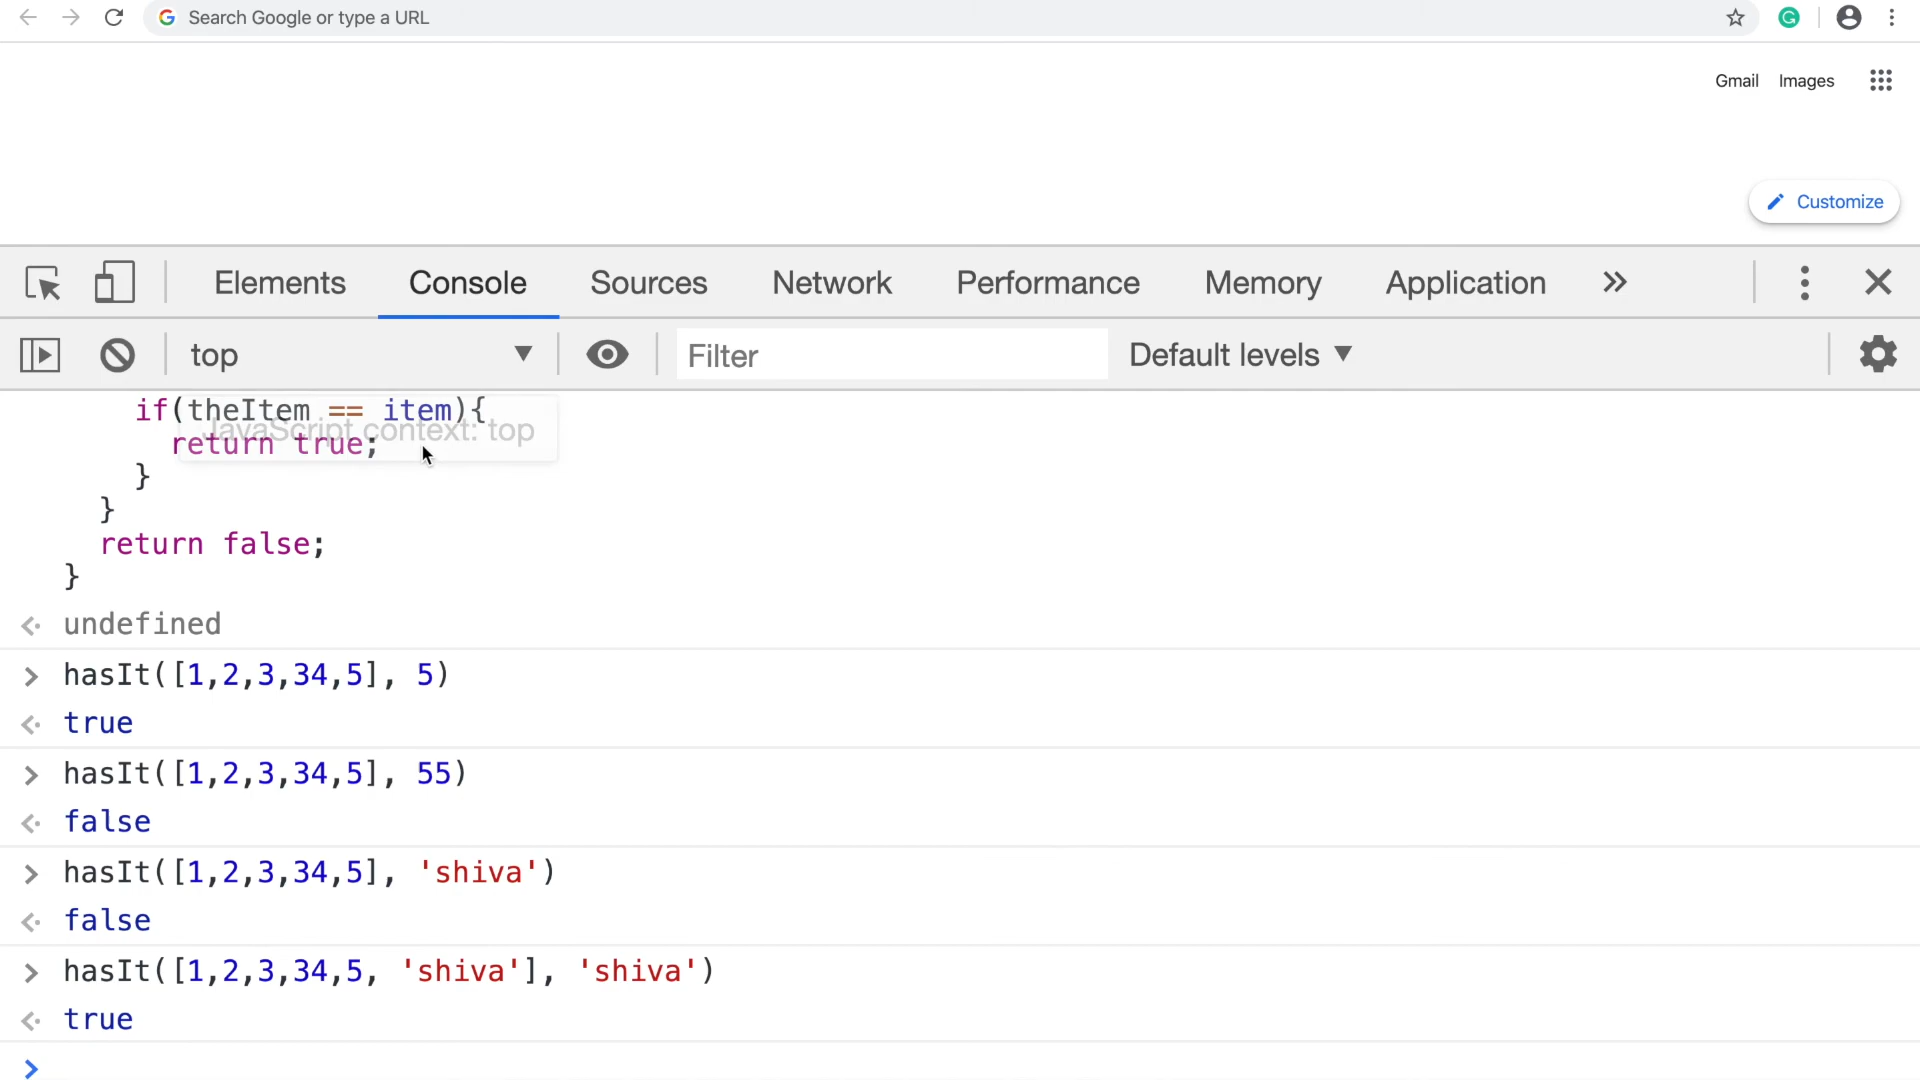 Search Google or type a URL
Gmail Images
Customize
Elements Console Sources Network Performance Memory Application
top Filter Default levels
if(theItem == item){
JavaScript context: top
return true;
}
}
return false;
}
undefined
hasIt([1,2,3,34,5], 5)
true
hasIt([1,2,3,34,5], 55)
false
hasIt([1,2,3,34,5], 'shiva')
false
hasIt([1,2,3,34,5, 'shiva'], 'shiva')
true